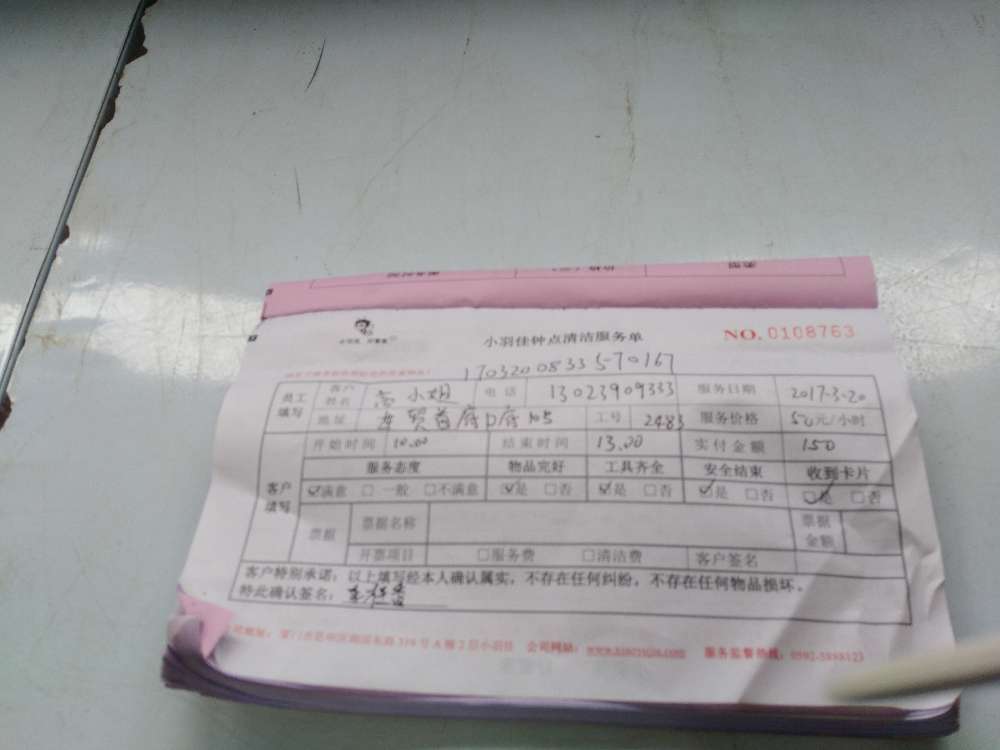 小羽佳钟点清洁服务单
NO. 0108763
170320083357 0167
员工填写 客户姓名 小姐 电话 13023909333 服务日期 2017-3-20
地址 工号 2483 服务价格 50元/小时
客户填写 开始时间 10.00 结束时间 13.00 实付金额 150
服务态度 物品完好 工具齐全 安全结束 收到卡片
☑满意 □一般 □不满意 ☑是 □否 ☑是 □否 ☑是 □否 ☑是 □否
票据 票据名称 票据金额
开票项目 □服务费 □清洁费 客户签名
客户特别承诺：以上填写经本人确认属实，不存在任何纠纷，不存在任何物品损坏。
特此确认签名：
公司网站： 服务监督热线：